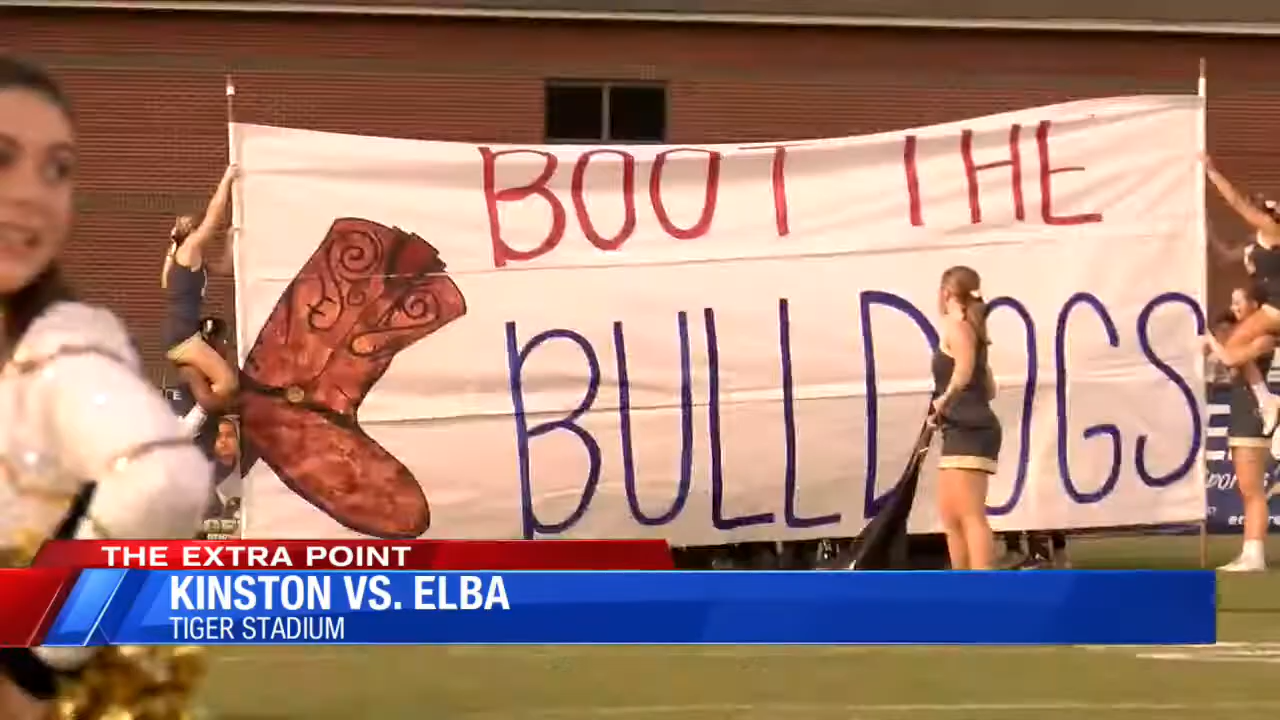 BOOT THE
BULLDOGS
THE EXTRA POINT
KINSTON VS. ELBA
TIGER STADIUM